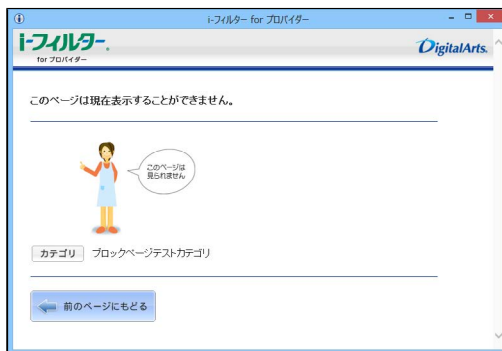 i-フィルター for プロバイダー
i-フィルター.
for プロバイダー
DigitalArts.
このページは現在表示することができません。
このページは
見られません
カテゴリ ブロックページテストカテゴリ
前のページにもどる